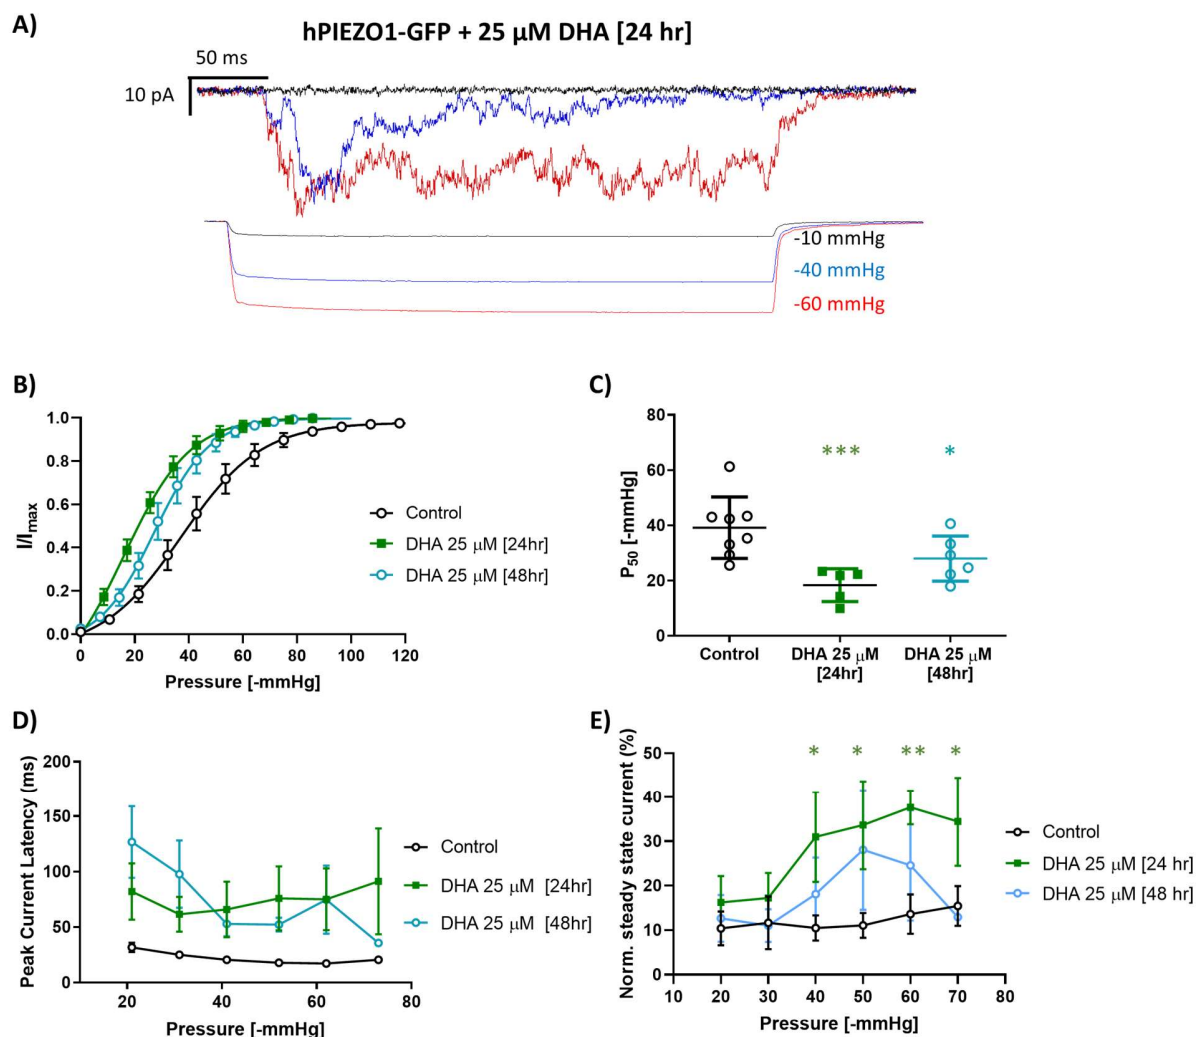 A)
hPIEZO1-GFP + 25 µM DHA [24 hr]
50 ms
10 pA
-10 mmHg
-40 mmHg
-60 mmHg
B)
I/Imax
1.0
0.8
0.6
0.4
0.2
0.0
0 20 40 60 80 100 120
Pressure [-mmHg]
Control
DHA 25 µM [24hr]
DHA 25 µM [48hr]
C)
P50 [-mmHg]
80
60
40
20
0
***
*
Control
DHA 25 µM
[24hr]
DHA 25 µM
[48hr]
D)
Peak Current Latency (ms)
200
150
100
50
0
20 40 60 80
Pressure [-mmHg]
Control
DHA 25 µM [24hr]
DHA 25 µM [48hr]
E)
Norm. steady state current (%)
50
40
30
20
10
0
* * ** *
10 20 30 40 50 60 70 80
Pressure [-mmHg]
Control
DHA 25 µM [24 hr]
DHA 25 µM [48 hr]